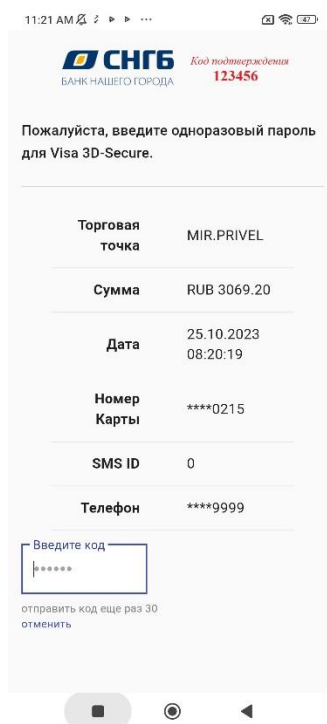 11:21 AM
47
СНГБ
БАНК НАШЕГО ГОРОДА
Код подтверждения
123456
Пожалуйста, введите одноразовый пароль
для Visa 3D-Secure.
Торговая
точка
MIR.PRIVEL
Сумма
RUB 3069.20
Дата
25.10.2023
08:20:19
Номер
Карты
****0215
SMS ID
0
Телефон
****9999
Введите код
******
отправить код еще раз 30
отменить